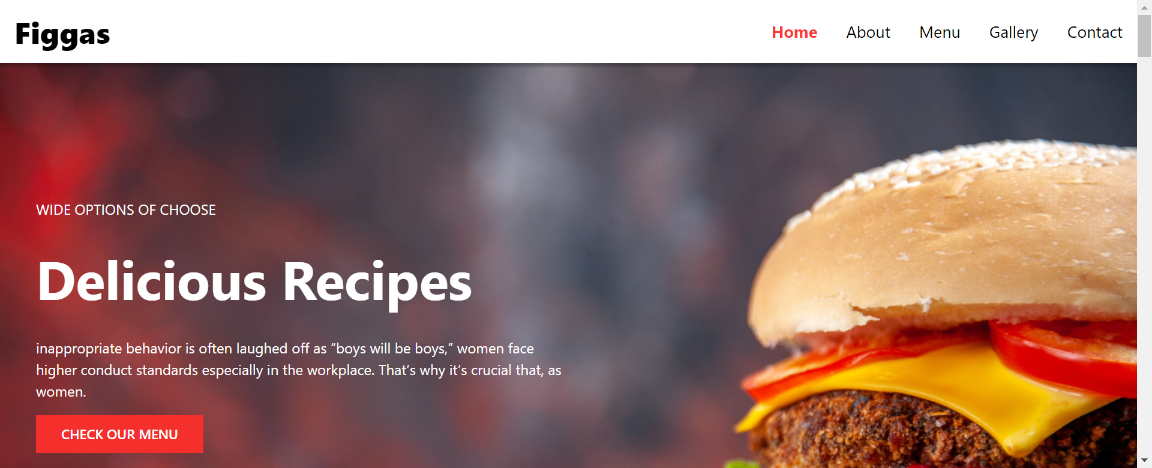 Figgas
Home About Menu Gallery Contact
WIDE OPTIONS OF CHOOSE
Delicious Recipes
inappropriate behavior is often laughed off as “boys will be boys,” women face
higher conduct standards especially in the workplace. That’s why it’s crucial that, as
women.
CHECK OUR MENU